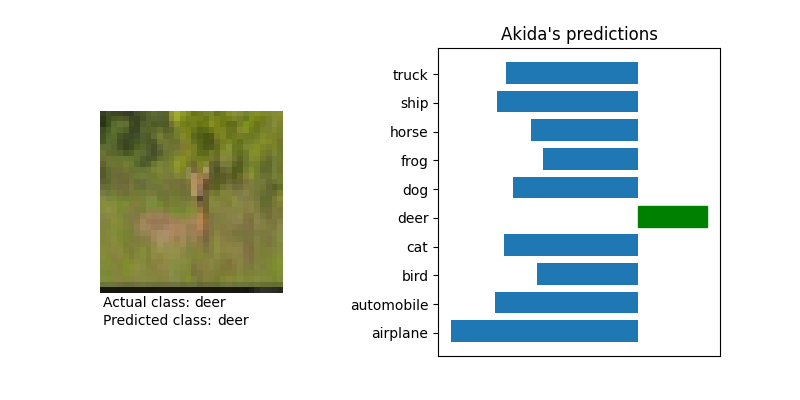 Akida's predictions
truck
ship
horse
frog
dog
deer
cat
bird
automobile
airplane
Actual class: deer
Predicted class: deer